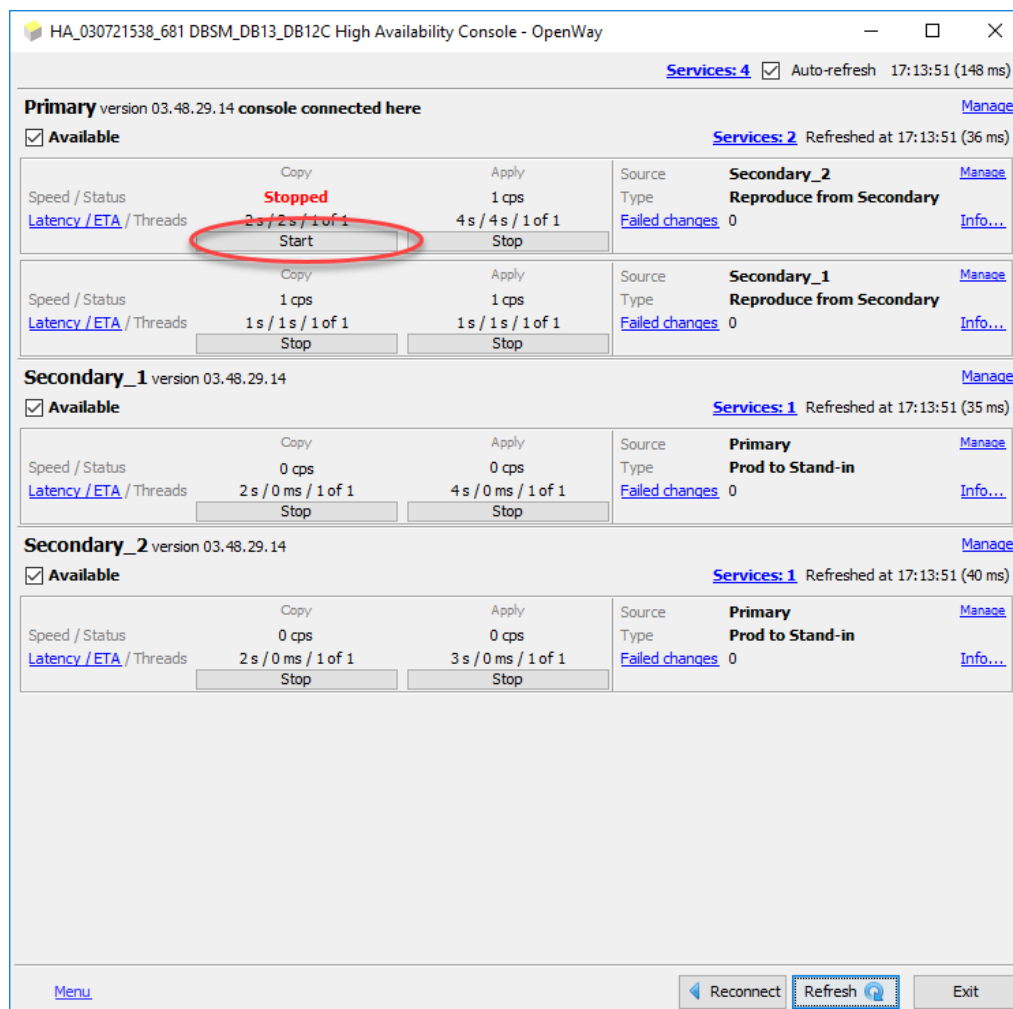 HA_030721538_681 DBSM_DB13_DB12C High Availability Console - OpenWay
Services: 4 Auto-refresh 17:13:51 (148 ms)
Primary version 03.48.29.14 console connected here Manage
Available Services: 2 Refreshed at 17:13:51 (36 ms)
Copy Apply Source Secondary_2 Manage
Speed / Status Stopped 1 cps Type Reproduce from Secondary
Latency / ETA / Threads 2 s / 2 s / 1 of 1 4 s / 4 s / 1 of 1 Failed changes 0 Info...
Start Stop
Copy Apply Source Secondary_1 Manage
Speed / Status 1 cps 1 cps Type Reproduce from Secondary
Latency / ETA / Threads 1 s / 1 s / 1 of 1 1 s / 1 s / 1 of 1 Failed changes 0 Info...
Stop Stop
Secondary_1 version 03.48.29.14 Manage
Available Services: 1 Refreshed at 17:13:51 (35 ms)
Copy Apply Source Primary Manage
Speed / Status 0 cps 0 cps Type Prod to Stand-in
Latency / ETA / Threads 2 s / 0 ms / 1 of 1 4 s / 0 ms / 1 of 1 Failed changes 0 Info...
Stop Stop
Secondary_2 version 03.48.29.14 Manage
Available Services: 1 Refreshed at 17:13:51 (40 ms)
Copy Apply Source Primary Manage
Speed / Status 0 cps 0 cps Type Prod to Stand-in
Latency / ETA / Threads 2 s / 0 ms / 1 of 1 3 s / 0 ms / 1 of 1 Failed changes 0 Info...
Stop Stop
Menu Reconnect Refresh Exit